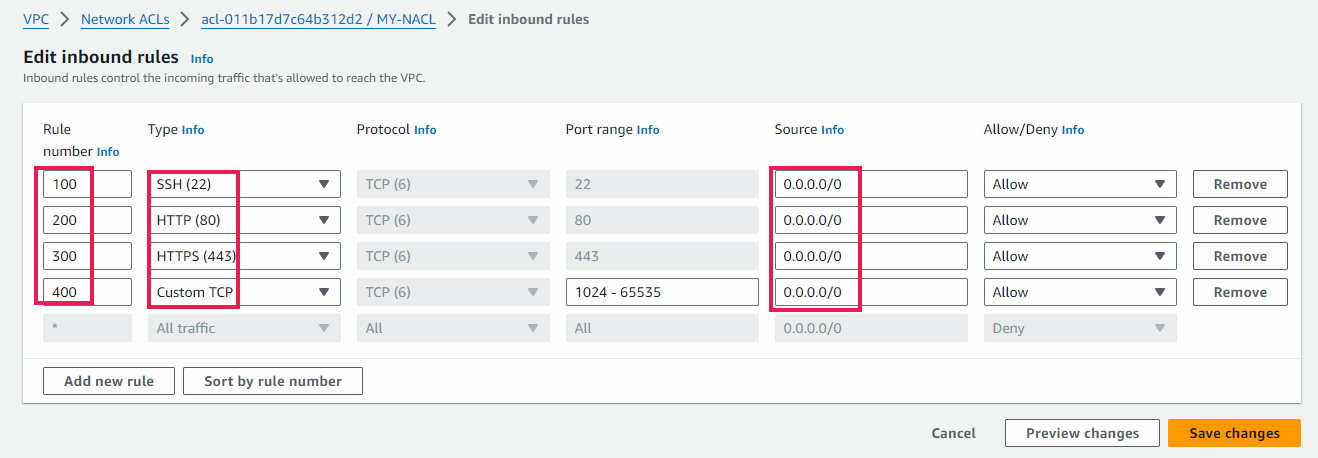 VPC > Network ACLs > acl-011b17d7c64b312d2 / MY-NACL > Edit inbound rules
Edit inbound rules Info
Inbound rules control the incoming traffic that's allowed to reach the VPC.
Rule number Info Type Info Protocol Info Port range Info Source Info Allow/Deny Info
100 SSH (22) TCP (6) 22 0.0.0.0/0 Allow Remove
200 HTTP (80) TCP (6) 80 0.0.0.0/0 Allow Remove
300 HTTPS (443) TCP (6) 443 0.0.0.0/0 Allow Remove
400 Custom TCP TCP (6) 1024 - 65535 0.0.0.0/0 Allow Remove
* All traffic All All 0.0.0.0/0 Deny
Add new rule Sort by rule number
Cancel Preview changes Save changes